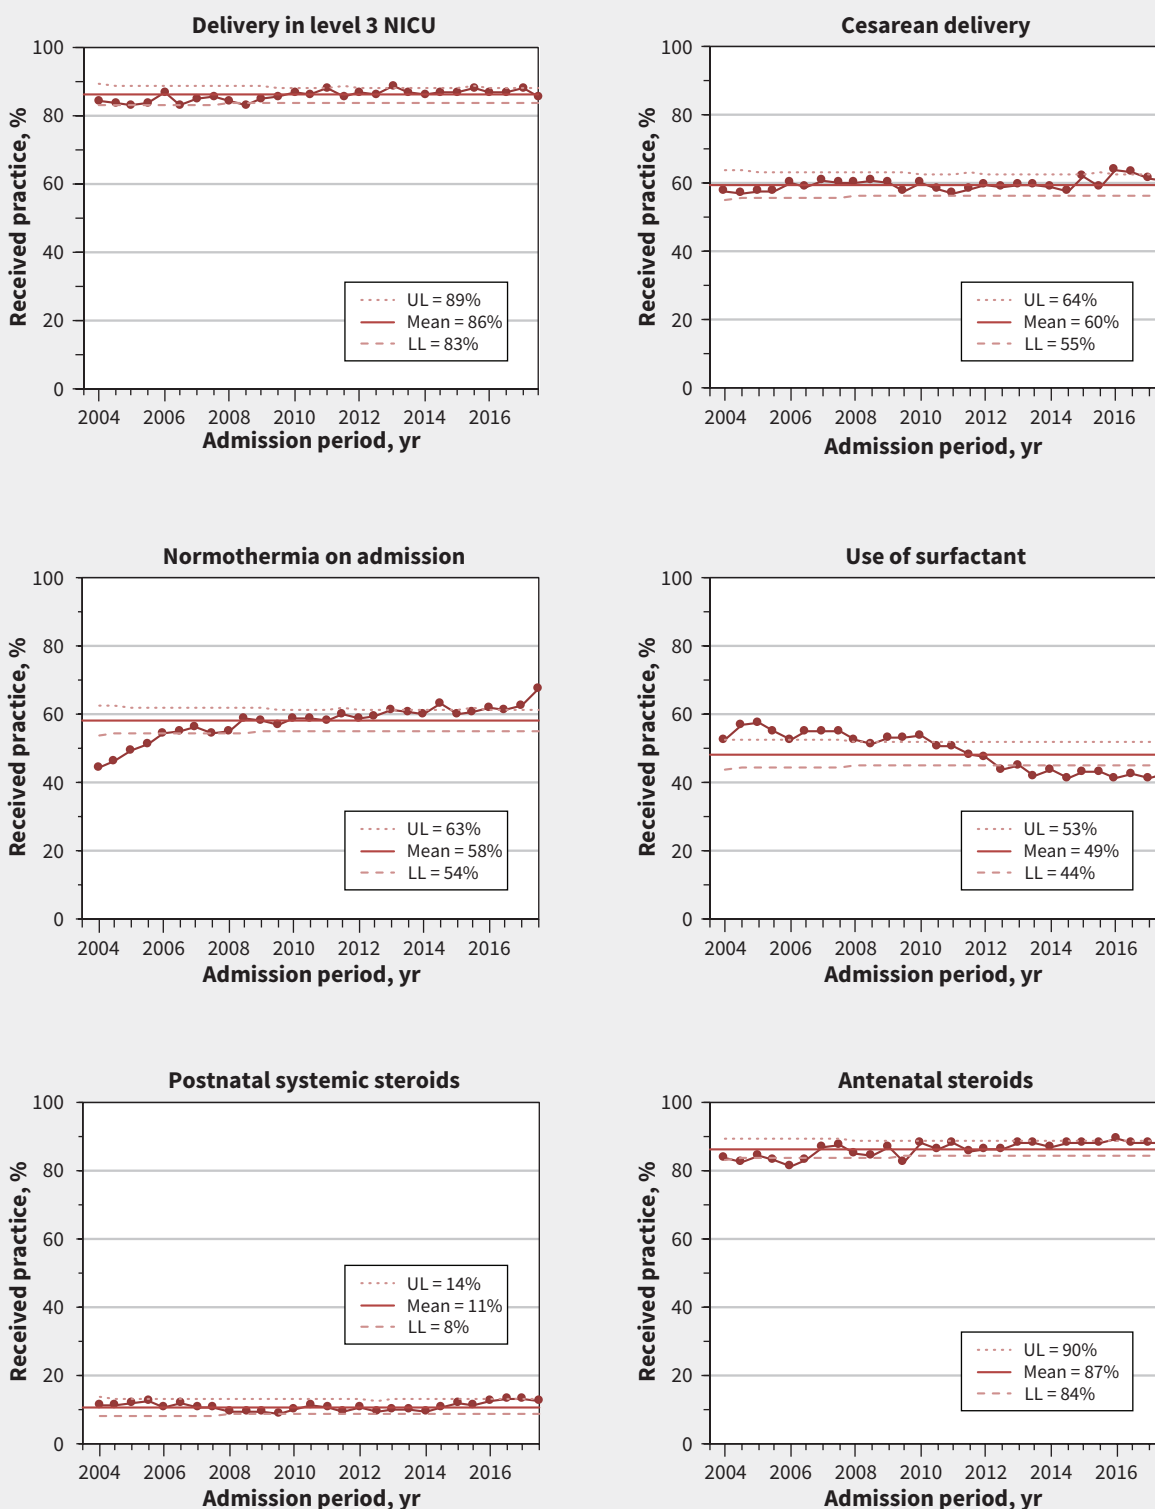 Delivery in level 3 NICU
Received practice, %
100
80
60
40
20
0
UL = 89%
Mean = 86%
LL = 83%
2004 2006 2008 2010 2012 2014 2016
Admission period, yr
Cesarean delivery
Received practice, %
100
80
60
40
20
0
UL = 64%
Mean = 60%
LL = 55%
2004 2006 2008 2010 2012 2014 2016
Admission period, yr
Normothermia on admission
Received practice, %
100
80
60
40
20
0
UL = 63%
Mean = 58%
LL = 54%
2004 2006 2008 2010 2012 2014 2016
Admission period, yr
Use of surfactant
Received practice, %
100
80
60
40
20
0
UL = 53%
Mean = 49%
LL = 44%
2004 2006 2008 2010 2012 2014 2016
Admission period, yr
Postnatal systemic steroids
Received practice, %
100
80
60
40
20
0
UL = 14%
Mean = 11%
LL = 8%
2004 2006 2008 2010 2012 2014 2016
Admission period, yr
Antenatal steroids
Received practice, %
100
80
60
40
20
0
UL = 90%
Mean = 87%
LL = 84%
2004 2006 2008 2010 2012 2014 2016
Admission period, yr